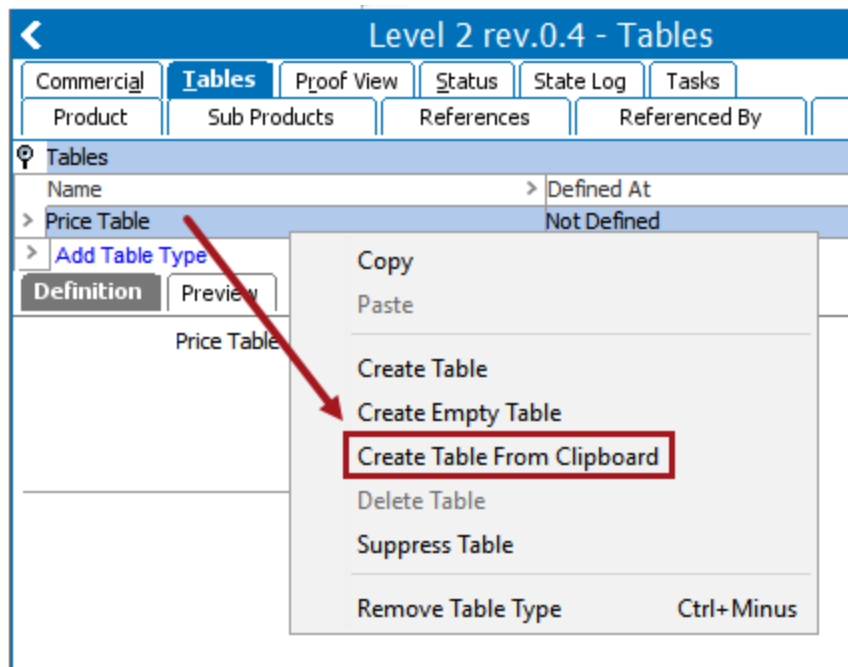 Level 2 rev.0.4 - Tables
Commercial Tables Proof View Status State Log Tasks
Product Sub Products References Referenced By
Tables
Name > Defined At
> Price Table Not Defined
> Add Table Type
Definition Preview
Price Table
Copy
Paste
Create Table
Create Empty Table
Create Table From Clipboard
Delete Table
Suppress Table
Remove Table Type Ctrl+Minus